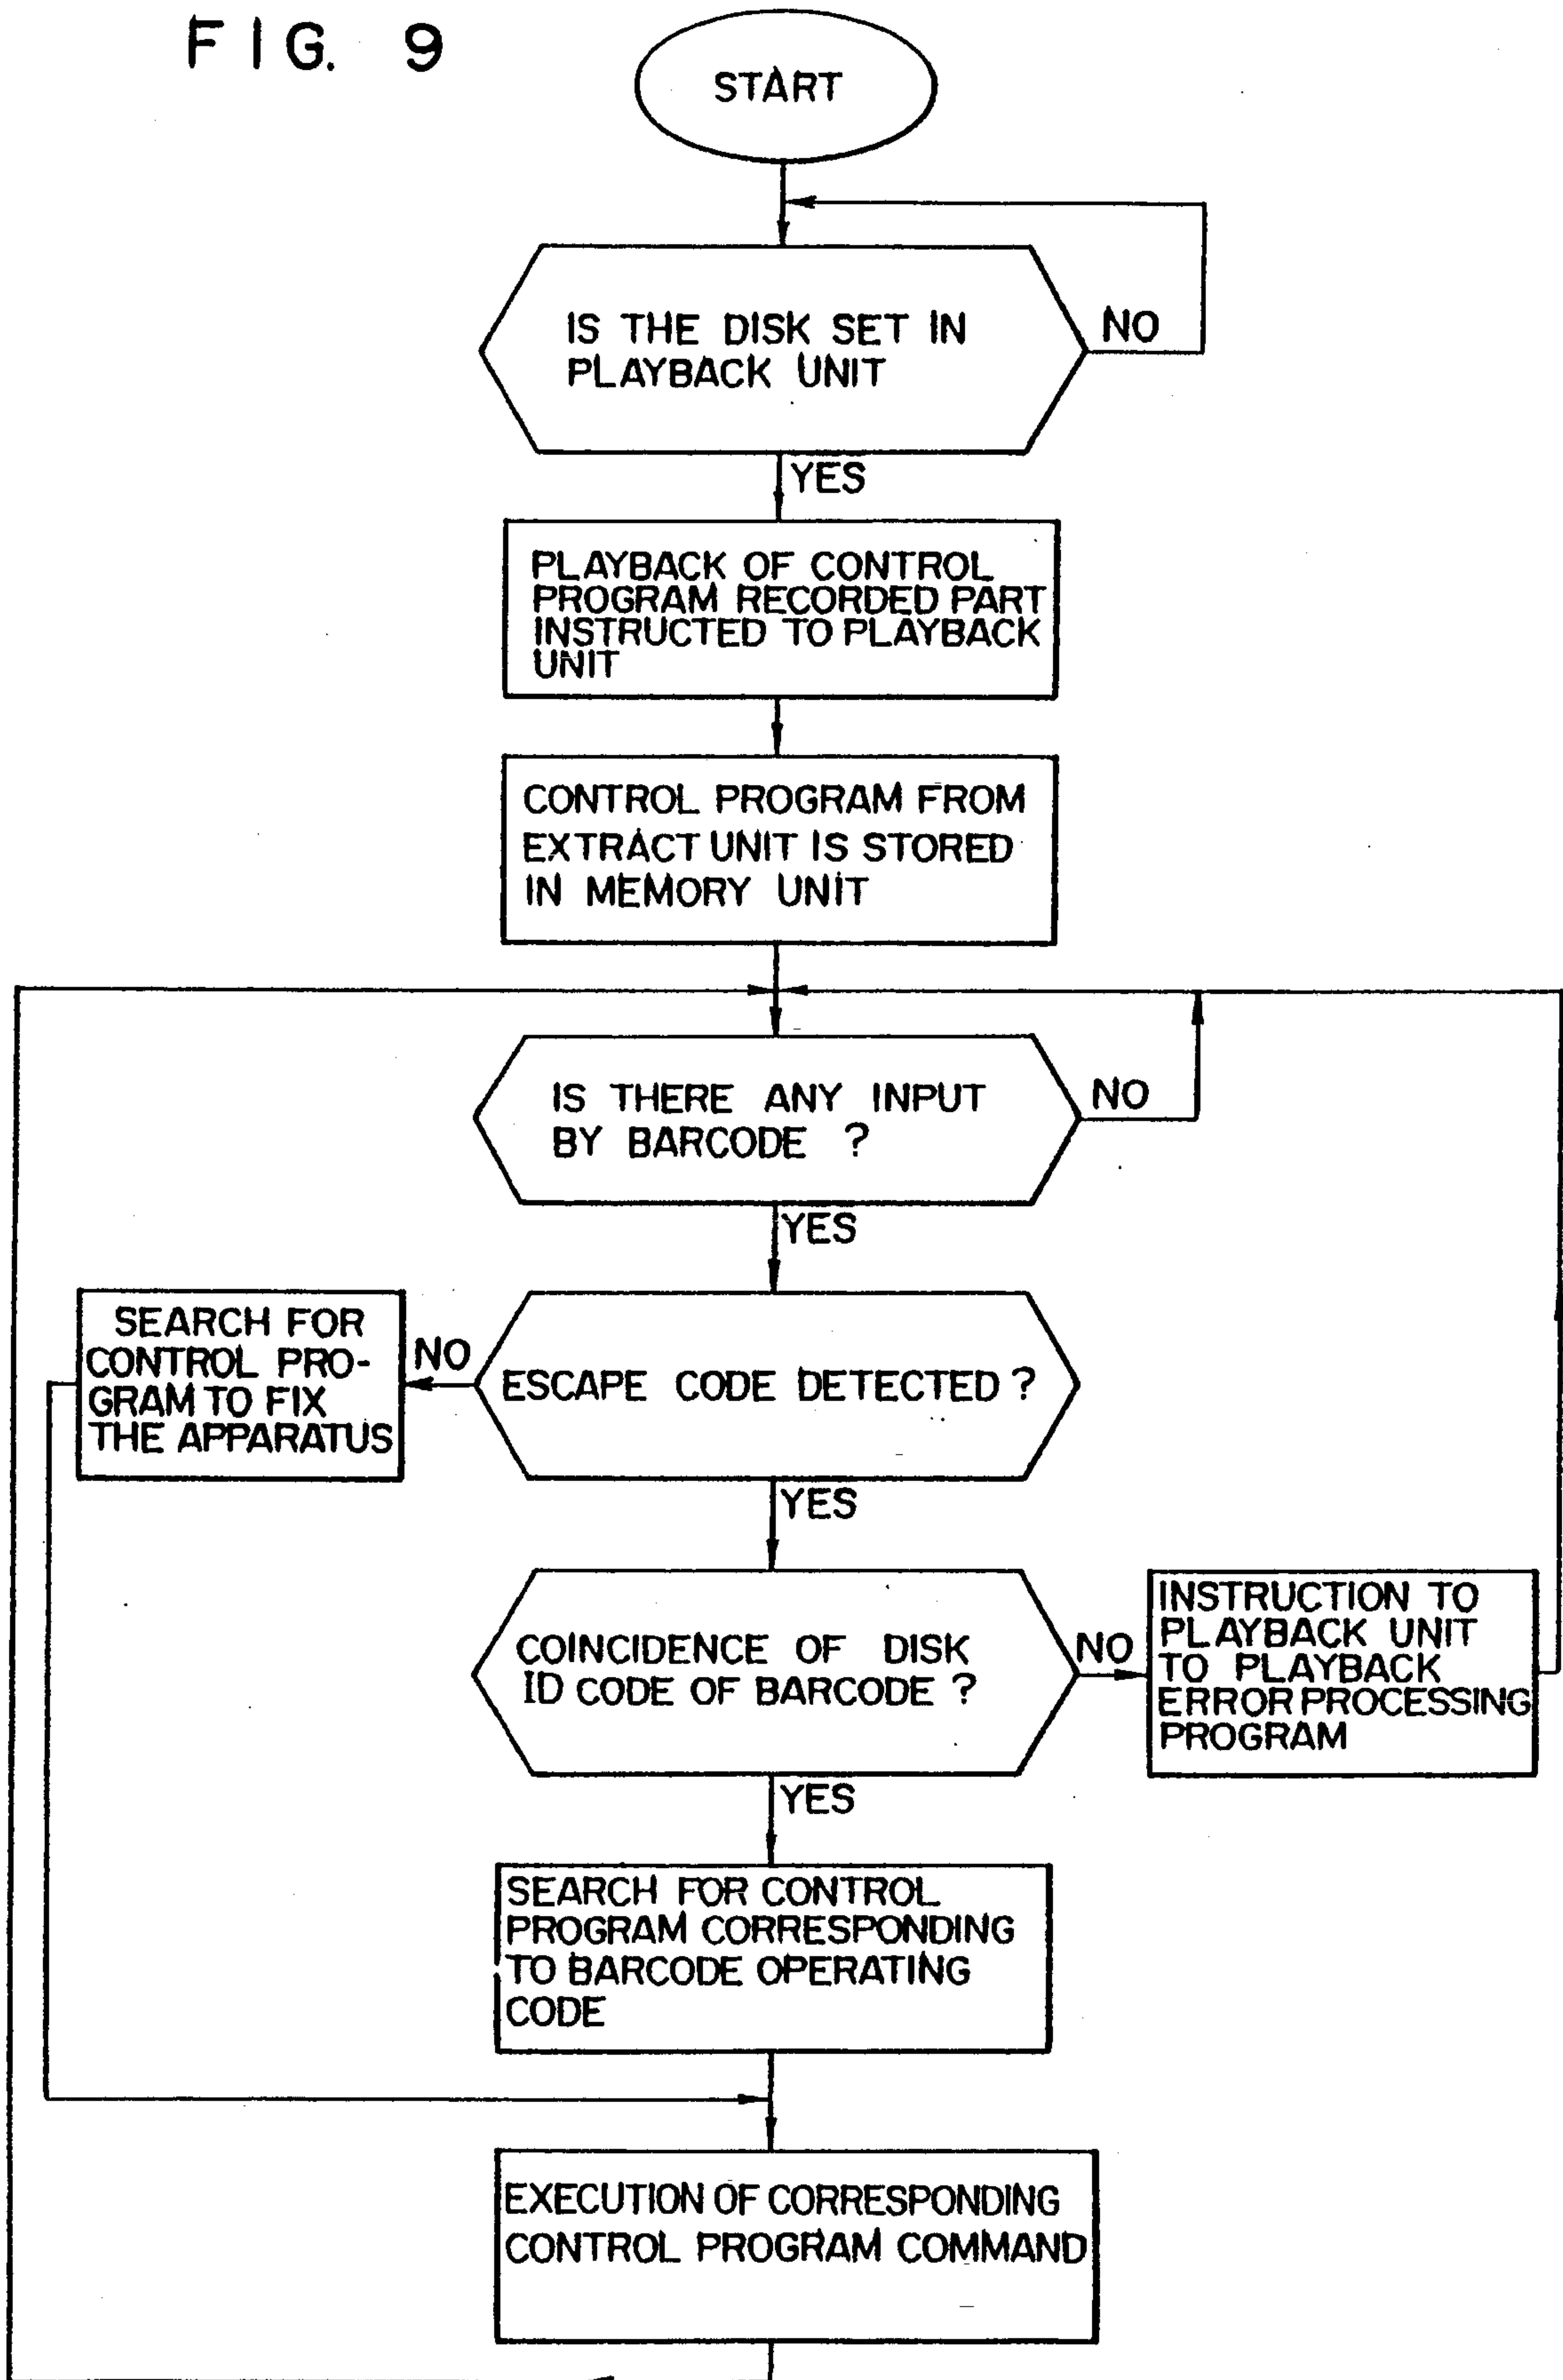 FIG. 9
START
IS THE DISK SET IN
PLAYBACK UNIT
NO
YES
PLAYBACK OF CONTROL
PROGRAM RECORDED PART
INSTRUCTED TO PLAYBACK
UNIT
CONTROL PROGRAM FROM
EXTRACT UNIT IS STORED
IN MEMORY UNIT
IS THERE ANY INPUT
BY BARCODE ?
NO
YES
ESCAPE CODE DETECTED ?
NO
SEARCH FOR
CONTROL PRO-
GRAM TO FIX
THE APPARATUS
YES
COINCIDENCE OF DISK
ID CODE OF BARCODE ?
NO
INSTRUCTION TO
PLAYBACK UNIT
TO PLAYBACK
ERROR PROCESSING
PROGRAM
YES
SEARCH FOR CONTROL
PROGRAM CORRESPONDING
TO BARCODE OPERATING
CODE
EXECUTION OF CORRESPONDING
CONTROL PROGRAM COMMAND